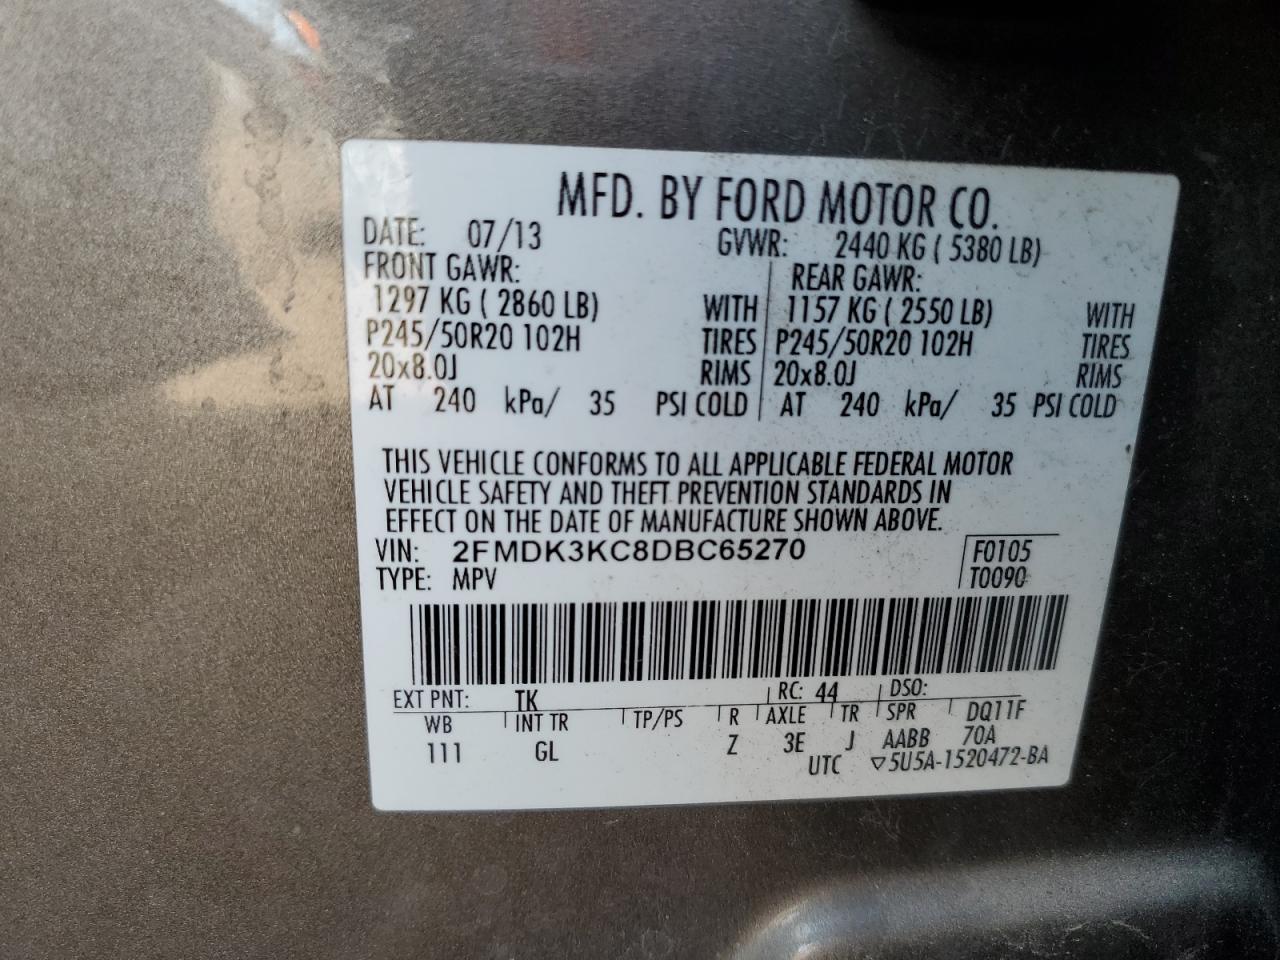 MFD. BY FORD MOTOR CO.
DATE: 07/13 GVWR: 2440 KG ( 5380 LB)
FRONT GAWR: REAR GAWR:
1297 KG ( 2860 LB) WITH 1157 KG ( 2550 LB) WITH
P245/50R20 102H TIRES P245/50R20 102H TIRES
20x8.0J RIMS 20x8.0J RIMS
AT 240 kPa/ 35 PSI COLD AT 240 kPa/ 35 PSI COLD
THIS VEHICLE CONFORMS TO ALL APPLICABLE FEDERAL MOTOR
VEHICLE SAFETY AND THEFT PREVENTION STANDARDS IN
EFFECT ON THE DATE OF MANUFACTURE SHOWN ABOVE.
VIN: 2FMDK3KC8DBC65270 F0105
TYPE: MPV T0090
EXT PNT: TK RC: 44 DSO:
WB INT TR TP/PS R AXLE TR SPR DQ11F
111 GL Z 3E J AABB 70A
UTC ▽5U5A-1520472-BA